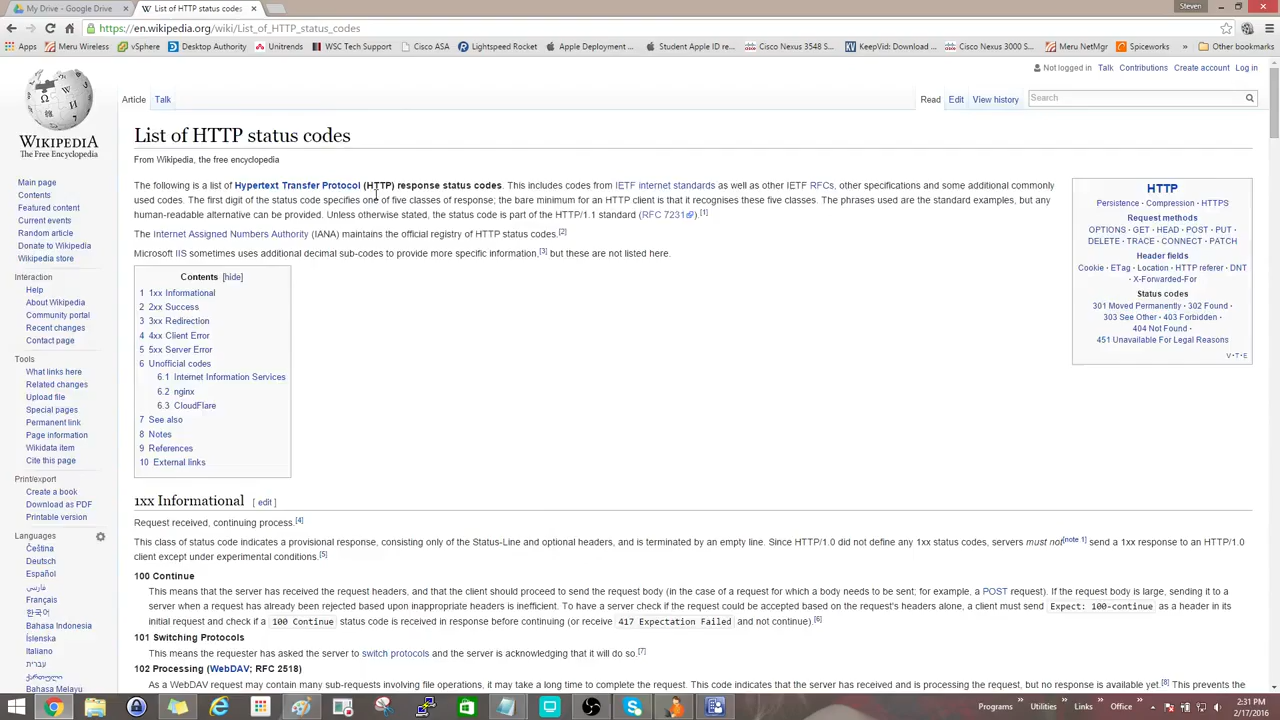 My Drive - Google Drive
List of HTTP status codes
Steven
https://en.wikipedia.org/wiki/List_of_HTTP_status_codes
Apps Meru Wireless vSphere Desktop Authority Unitrends WSC Tech Support Cisco ASA Lightspeed Rocket Apple Deployment ... Student Apple ID re... Cisco Nexus 3548 S... KeepVid: Download ... Cisco Nexus 3000 S... Meru NetMgr Spiceworks » Other bookmarks
Not logged in Talk Contributions Create account Log in
Article Talk Read Edit View history Search
WIKIPEDIA
The Free Encyclopedia
Main page
Contents
Featured content
Current events
Random article
Donate to Wikipedia
Wikipedia store
Interaction
Help
About Wikipedia
Community portal
Recent changes
Contact page
Tools
What links here
Related changes
Upload file
Special pages
Permanent link
Page information
Wikidata item
Cite this page
Print/export
Create a book
Download as PDF
Printable version
Languages
Čeština
Deutsch
Español
فارسی
Français
한국어
Bahasa Indonesia
Íslenska
Italiano
עברית
ქართული
Bahasa Melayu
List of HTTP status codes
From Wikipedia, the free encyclopedia
The following is a list of Hypertext Transfer Protocol (HTTP) response status codes. This includes codes from IETF internet standards as well as other IETF RFCs, other specifications and some additional commonly
used codes. The first digit of the status code specifies one of five classes of response; the bare minimum for an HTTP client is that it recognises these five classes. The phrases used are the standard examples, but any
human-readable alternative can be provided. Unless otherwise stated, the status code is part of the HTTP/1.1 standard (RFC 7231).[1]
The Internet Assigned Numbers Authority (IANA) maintains the official registry of HTTP status codes.[2]
Microsoft IIS sometimes uses additional decimal sub-codes to provide more specific information,[3] but these are not listed here.
Contents [hide]
1 1xx Informational
2 2xx Success
3 3xx Redirection
4 4xx Client Error
5 5xx Server Error
6 Unofficial codes
6.1 Internet Information Services
6.2 nginx
6.3 CloudFlare
7 See also
8 Notes
9 References
10 External links
HTTP
Persistence · Compression · HTTPS
Request methods
OPTIONS · GET · HEAD · POST · PUT ·
DELETE · TRACE · CONNECT · PATCH
Header fields
Cookie · ETag · Location · HTTP referer · DNT
· X-Forwarded-For
Status codes
301 Moved Permanently · 302 Found ·
303 See Other · 403 Forbidden ·
404 Not Found ·
451 Unavailable For Legal Reasons
V·T·E
1xx Informational [ edit ]
Request received, continuing process.[4]
This class of status code indicates a provisional response, consisting only of the Status-Line and optional headers, and is terminated by an empty line. Since HTTP/1.0 did not define any 1xx status codes, servers must not[note 1] send a 1xx response to an HTTP/1.0
client except under experimental conditions.[5]
100 Continue
This means that the server has received the request headers, and that the client should proceed to send the request body (in the case of a request for which a body needs to be sent; for example, a POST request). If the request body is large, sending it to a
server when a request has already been rejected based upon inappropriate headers is inefficient. To have a server check if the request could be accepted based on the request's headers alone, a client must send Expect: 100-continue as a header in its
initial request and check if a 100 Continue status code is received in response before continuing (or receive 417 Expectation Failed and not continue).[6]
101 Switching Protocols
This means the requester has asked the server to switch protocols and the server is acknowledging that it will do so.[7]
102 Processing (WebDAV; RFC 2518)
As a WebDAV request may contain many sub-requests involving file operations, it may take a long time to complete the request. This code indicates that the server has received and is processing the request, but no response is available yet.[8] This prevents the
Programs » Utilities » Links » Office »
2:31 PM
2/17/2016